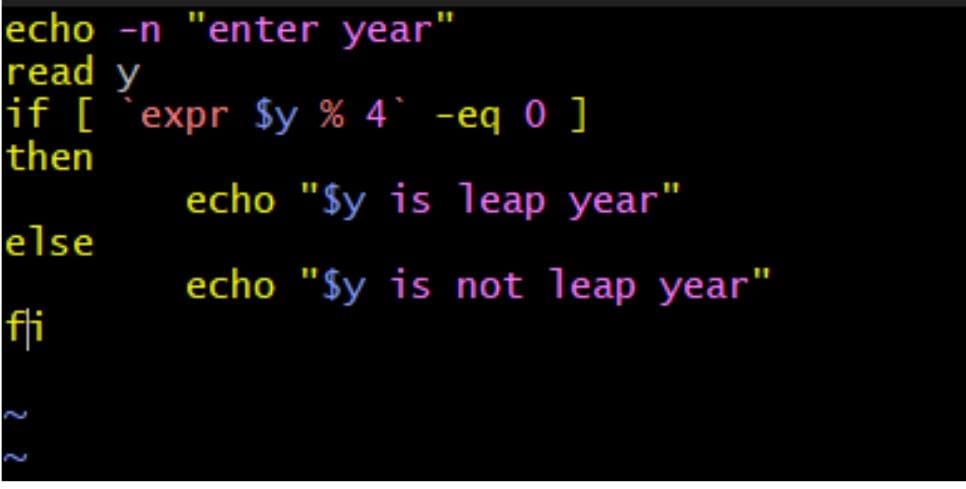 echo -n "enter year"
read y
if [ `expr $y % 4` -eq 0 ]
then
        echo "$y is leap year"
else
        echo "$y is not leap year"
fi
~
~